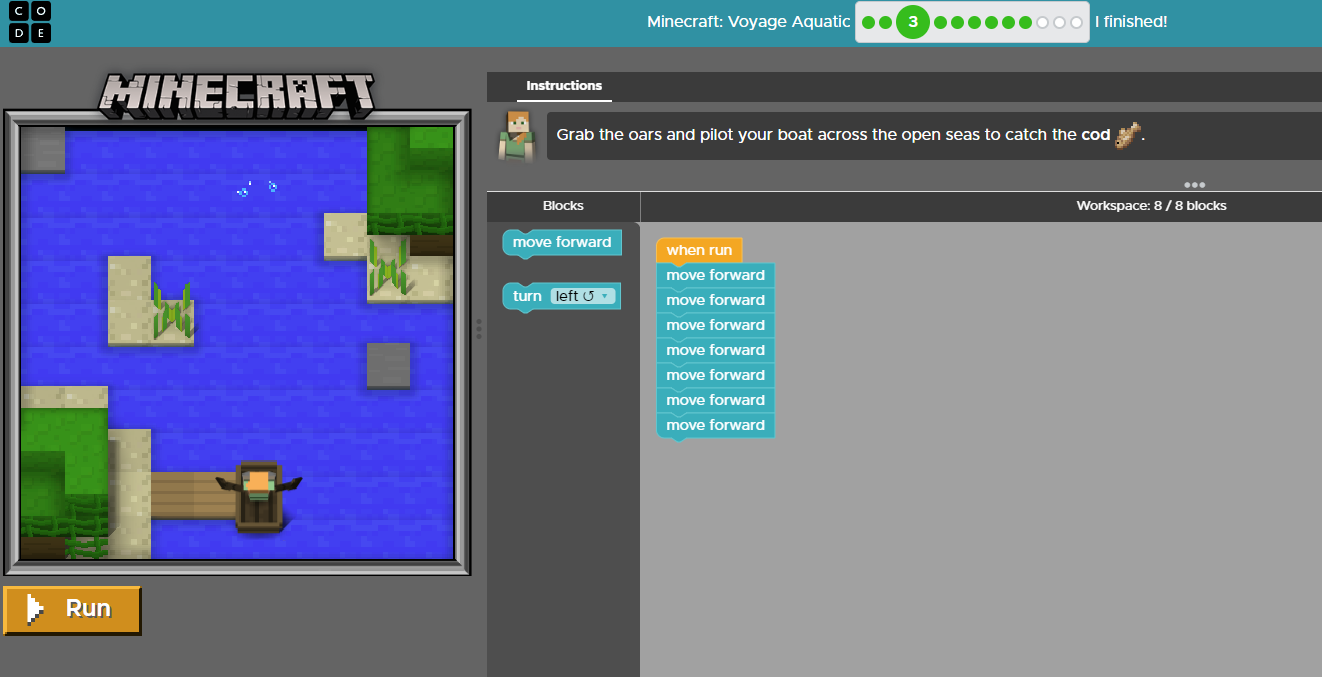 CO
DE
Minecraft: Voyage Aquatic
3
I finished!
MINECRAFT
Instructions
Grab the oars and pilot your boat across the open seas to catch the cod .
Blocks
Workspace: 8 / 8 blocks
move forward
turn left ↺ ▾
when run
move forward
move forward
move forward
move forward
move forward
move forward
move forward
Run